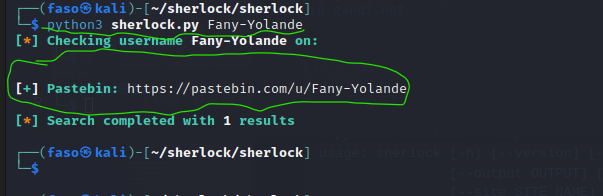 (faso㉿kali)-[~/sherlock/sherlock]
$ python3 sherlock.py Fany-Yolande
[*] Checking username Fany-Yolande on:
[+] Pastebin: https://pastebin.com/u/Fany-Yolande
[*] Search completed with 1 results
(faso㉿kali)-[~/sherlock/sherlock]
$